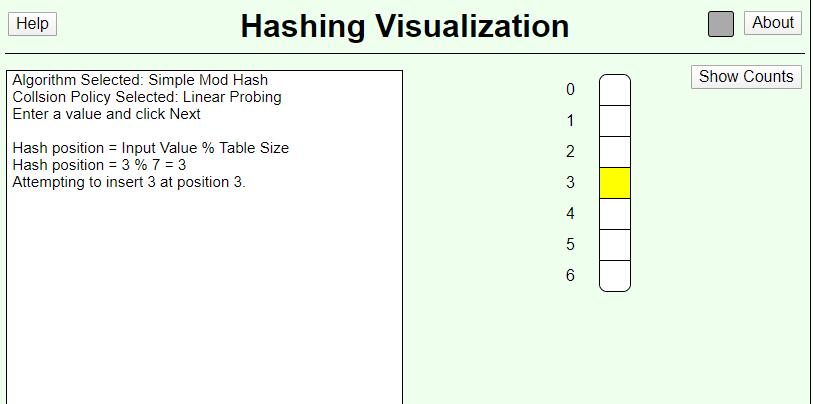 Help
Hashing Visualization
About
Show Counts
Algorithm Selected: Simple Mod Hash
Collsion Policy Selected: Linear Probing
Enter a value and click Next
Hash position = Input Value % Table Size
Hash position = 3 % 7 = 3
Attempting to insert 3 at position 3.
0
1
2
3
4
5
6